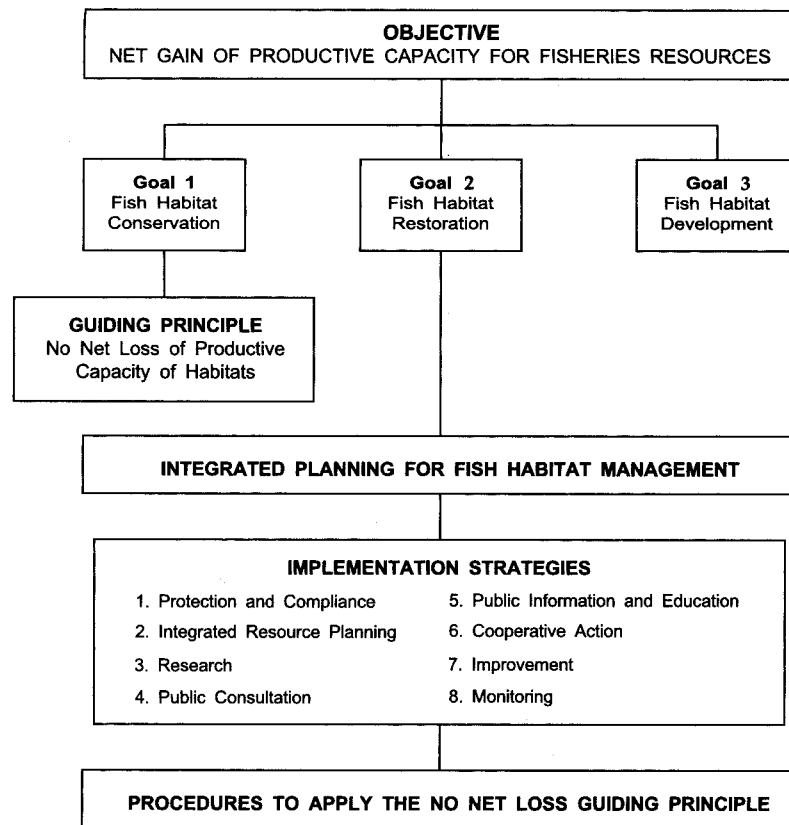 OBJECTIVE
NET GAIN OF PRODUCTIVE CAPACITY FOR FISHERIES RESOURCES
Goal 1
Fish Habitat
Conservation
Goal 2
Fish Habitat
Restoration
Goal 3
Fish Habitat
Development
GUIDING PRINCIPLE
No Net Loss of Productive
Capacity of Habitats
INTEGRATED PLANNING FOR FISH HABITAT MANAGEMENT
IMPLEMENTATION STRATEGIES
1. Protection and Compliance
2. Integrated Resource Planning
3. Research
4. Public Consultation
5. Public Information and Education
6. Cooperative Action
7. Improvement
8. Monitoring
PROCEDURES TO APPLY THE NO NET LOSS GUIDING PRINCIPLE